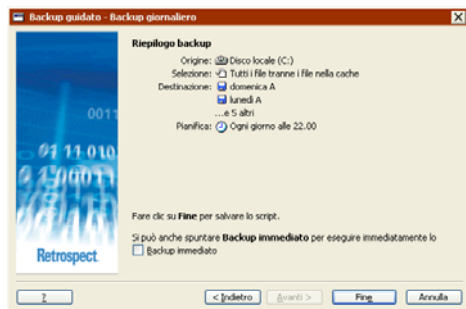 Backup guidato - Backup giornaliero
Riepilogo backup
Origine: Disco locale (C:)
Selezione: Tutti i file tranne i file nella cache
Destinazione: domenica A
lunedì A
...e 5 altri
Pianifica: Ogni giorno alle 22.00
Fare clic su Fine per salvare lo script.
Si può anche spuntare Backup immediato per eseguire immediatamente lo
Backup immediato
Retrospect
?
< Indietro
Avanti >
Fine
Annulla